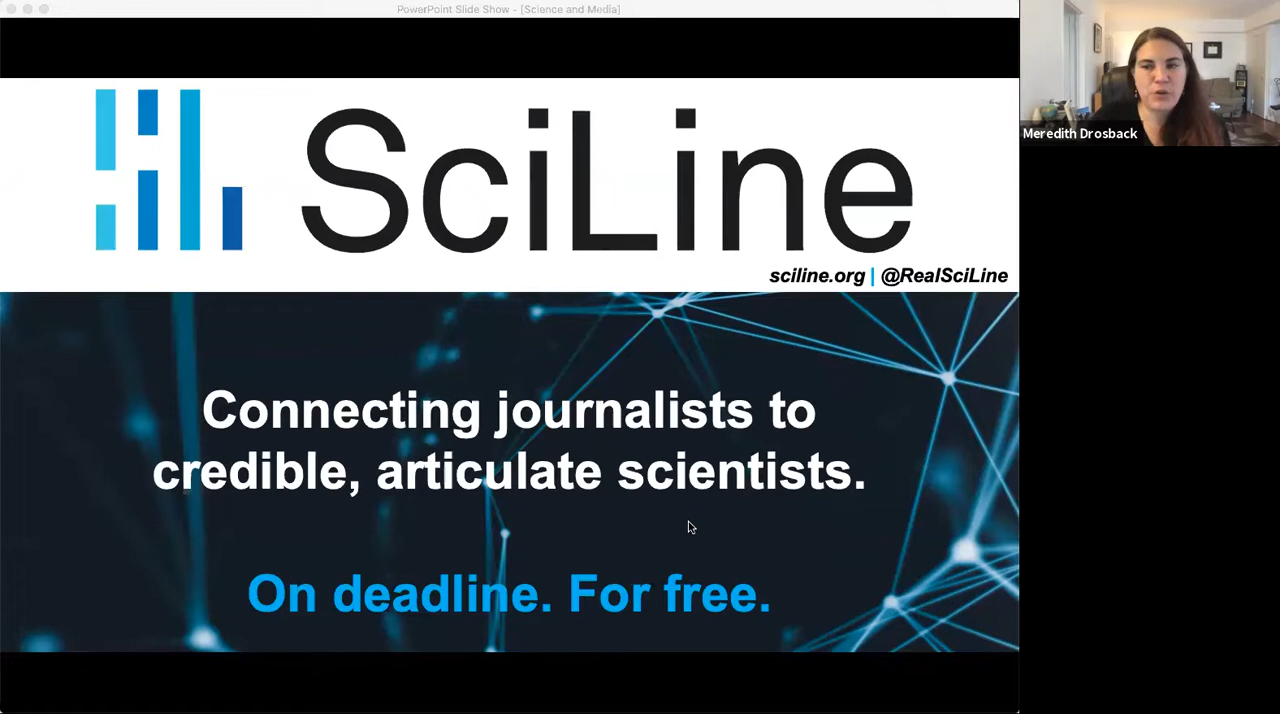 PowerPoint Slide Show - [Science and Media]
SciLine
sciline.org | @RealSciLine
Connecting journalists to
credible, articulate scientists.
On deadline. For free.
Meredith Drosback